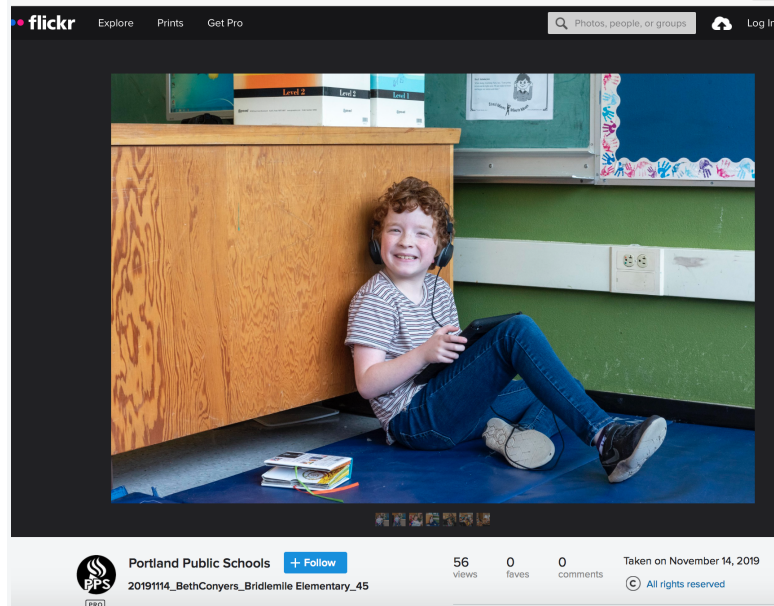 flickr
Explore
Prints
Get Pro
Photos, people, or groups
Log In
Level 2
Level 2
Level 1
PPS
PRO
Portland Public Schools
+ Follow
20191114_BethConyers_Bridlemile Elementary_45
56
views
0
faves
0
comments
Taken on November 14, 2019
© All rights reserved